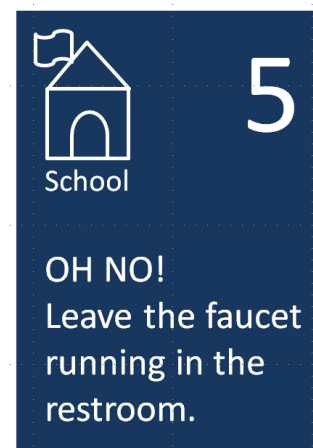 5
School
OH NO!
Leave the faucet
running in the
restroom.